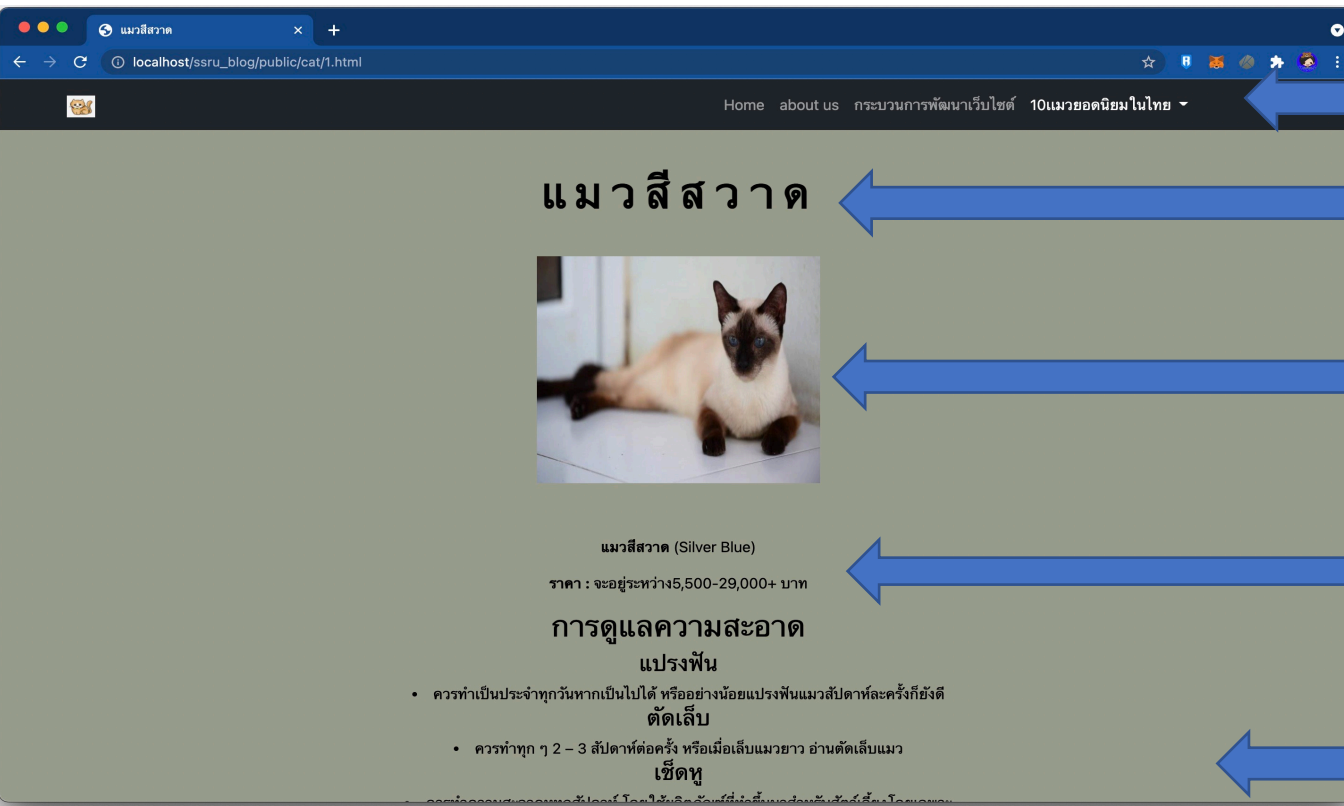 แมวสีสวาด
localhost/ssru_blog/public/cat/1.html
Home about us กระบวนการพัฒนาเว็บไซต์ 10แมวยอดนิยมในไทย
แมวสีสวาด
แมวสีสวาด (Silver Blue)
ราคา : จะอยู่ระหว่าง5,500-29,000+ บาท
การดูแลความสะอาด
แปรงฟัน
• ควรทำเป็นประจำทุกวันหากเป็นไปได้ หรืออย่างน้อยแปรงฟันแมวสัปดาห์ละครั้งก็ยังดี
ตัดเล็บ
• ควรทำทุก ๆ 2 – 3 สัปดาห์ต่อครั้ง หรือเมื่อเล็บแมวยาว อ่านตัดเล็บแมว
เช็ดหู